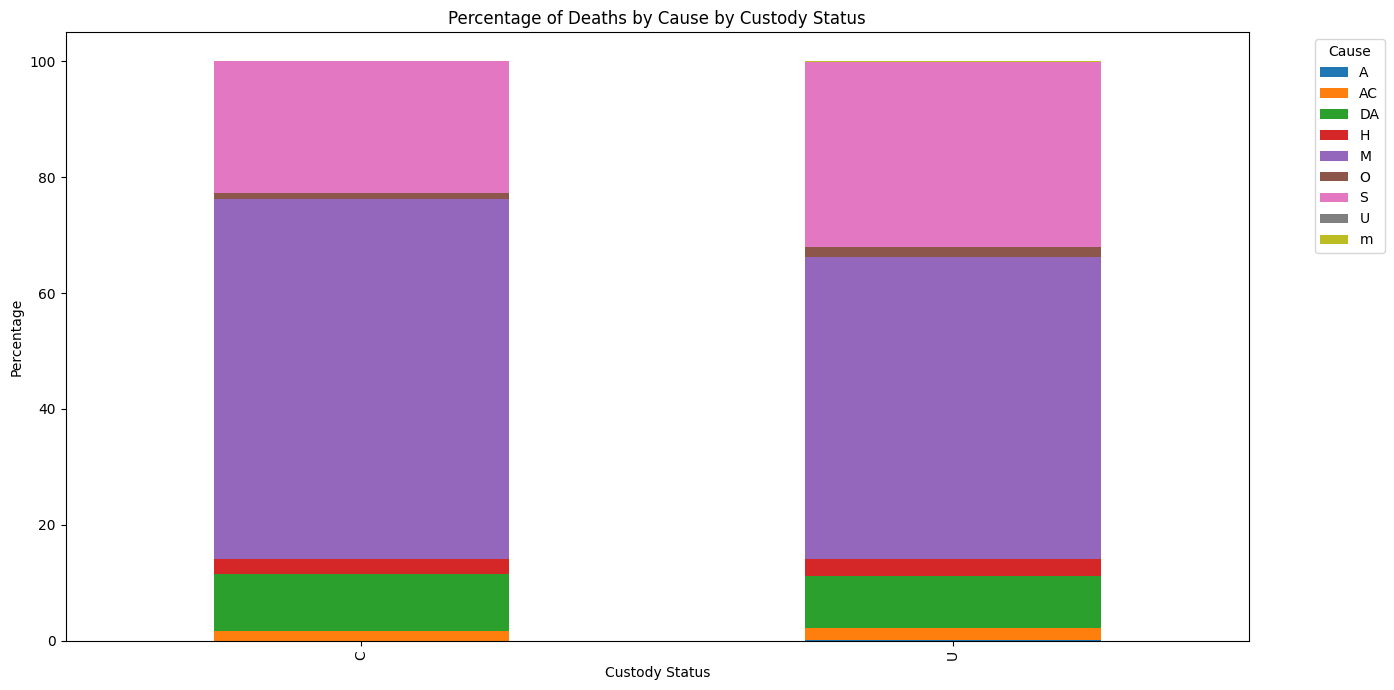 Percentage of Deaths by Cause by Custody Status
Percentage
100
80
60
40
20
0
C
U
Custody Status
Cause
A
AC
DA
H
M
O
S
U
m